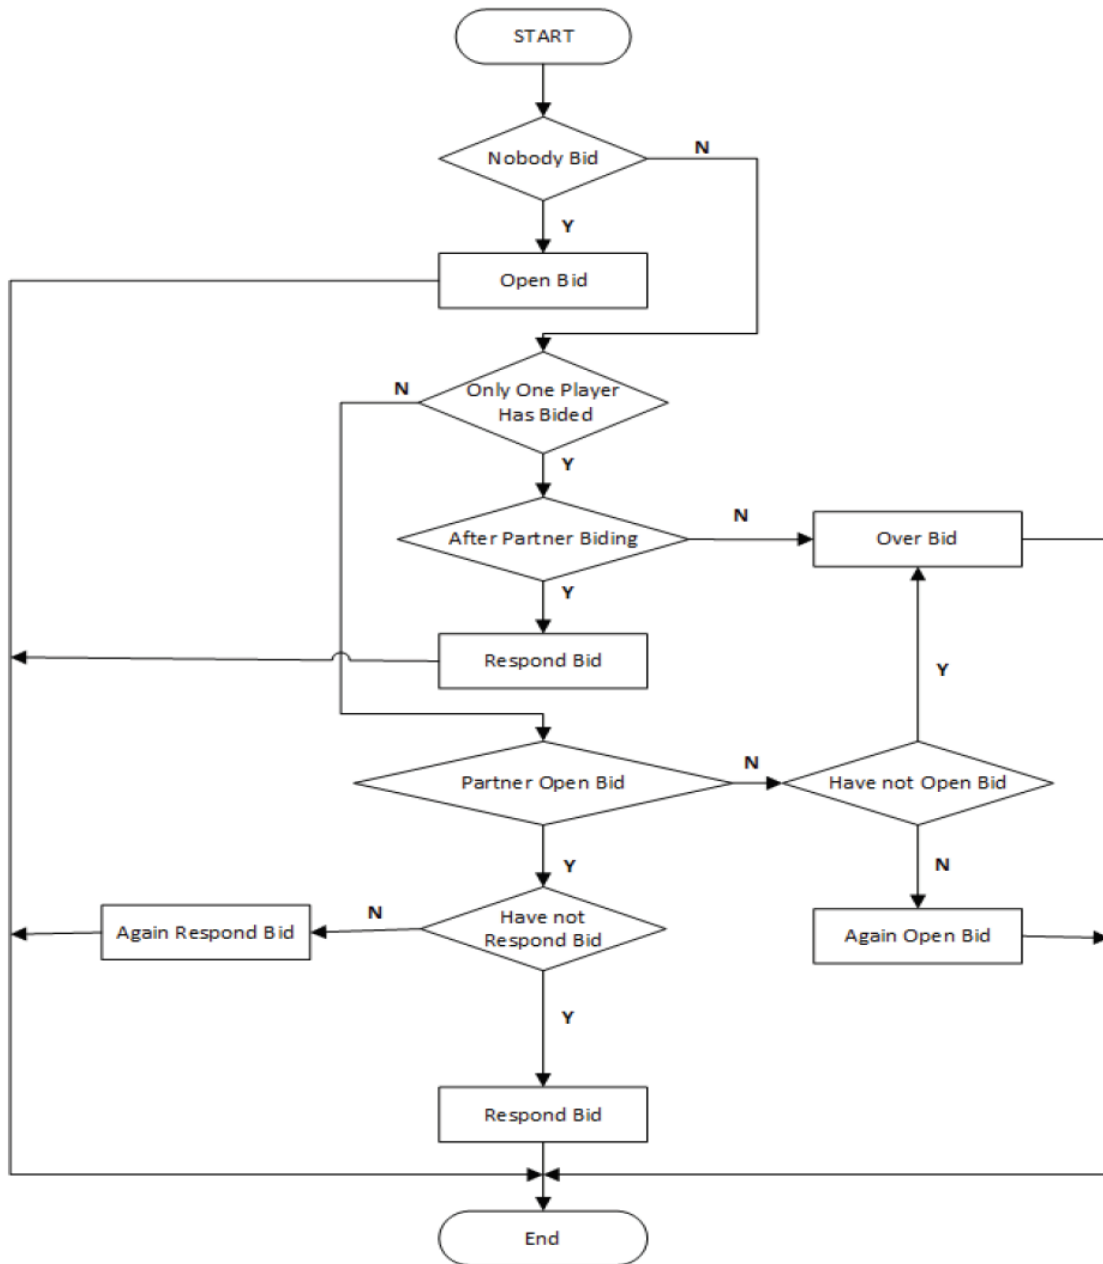 START
Nobody Bid
N
Y
Open Bid
N
Only One Player
Has Bided
Y
After Partner Biding
N
Over Bid
Y
Respond Bid
Y
Partner Open Bid
N
Have not Open Bid
Y
N
Have not
Respond Bid
N
Again Respond Bid
Again Open Bid
Y
Respond Bid
End